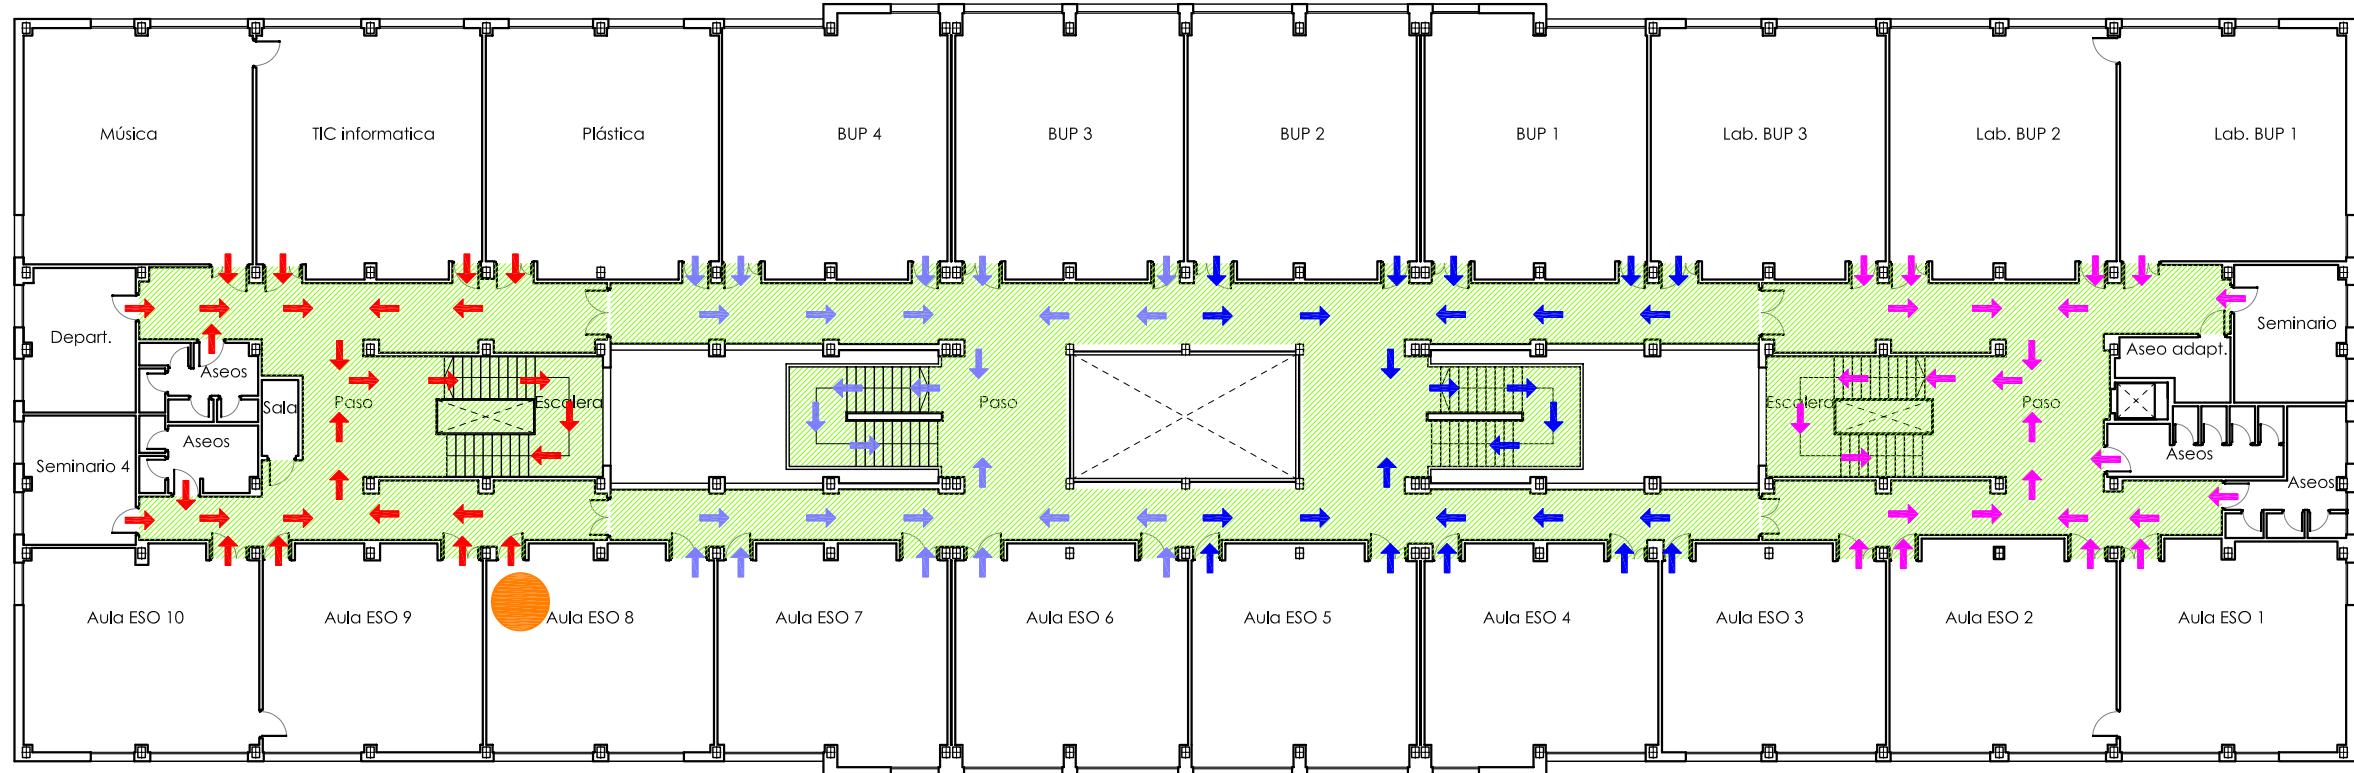 Música
TIC informatica
Plástica
BUP 4
BUP 3
BUP 2
BUP 1
Lab. BUP 3
Lab. BUP 2
Lab. BUP 1
Depart.
Seminario
Aseo adapt.
Aseos
Sala
Paso
Escalera
Paso
Escalera
Paso
Aseos
Seminario 4
Aseos
Aseos
Aula ESO 10
Aula ESO 9
Aula ESO 8
Aula ESO 7
Aula ESO 6
Aula ESO 5
Aula ESO 4
Aula ESO 3
Aula ESO 2
Aula ESO 1